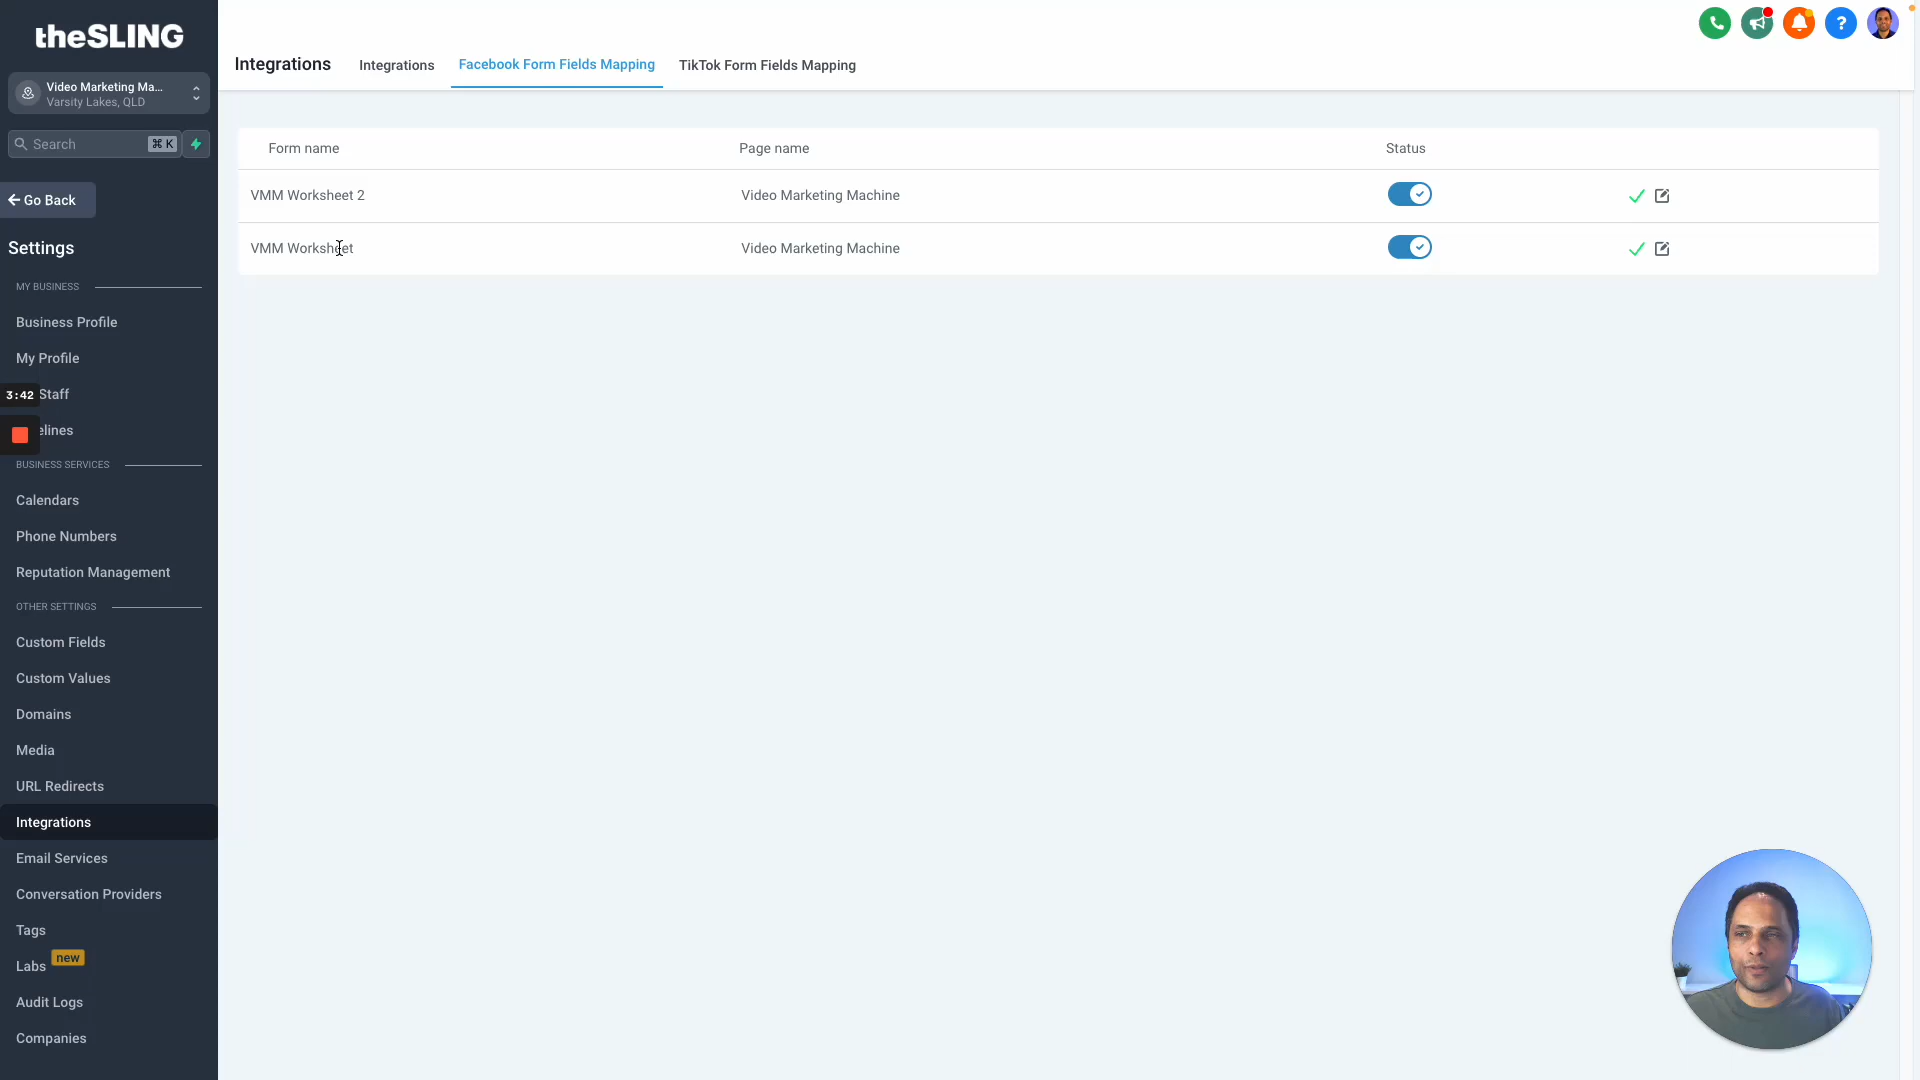 theSLING
Video Marketing Ma...
Varsity Lakes, QLD
Search
⌘ K
Go Back
Settings
MY BUSINESS
Business Profile
My Profile
3:42
Staff
elines
BUSINESS SERVICES
Calendars
Phone Numbers
Reputation Management
OTHER SETTINGS
Custom Fields
Custom Values
Domains
Media
URL Redirects
Integrations
Email Services
Conversation Providers
Tags
Labs new
Audit Logs
Companies
Integrations Integrations Facebook Form Fields Mapping TikTok Form Fields Mapping
?
Form name Page name Status
VMM Worksheet 2 Video Marketing Machine
VMM Worksheet Video Marketing Machine